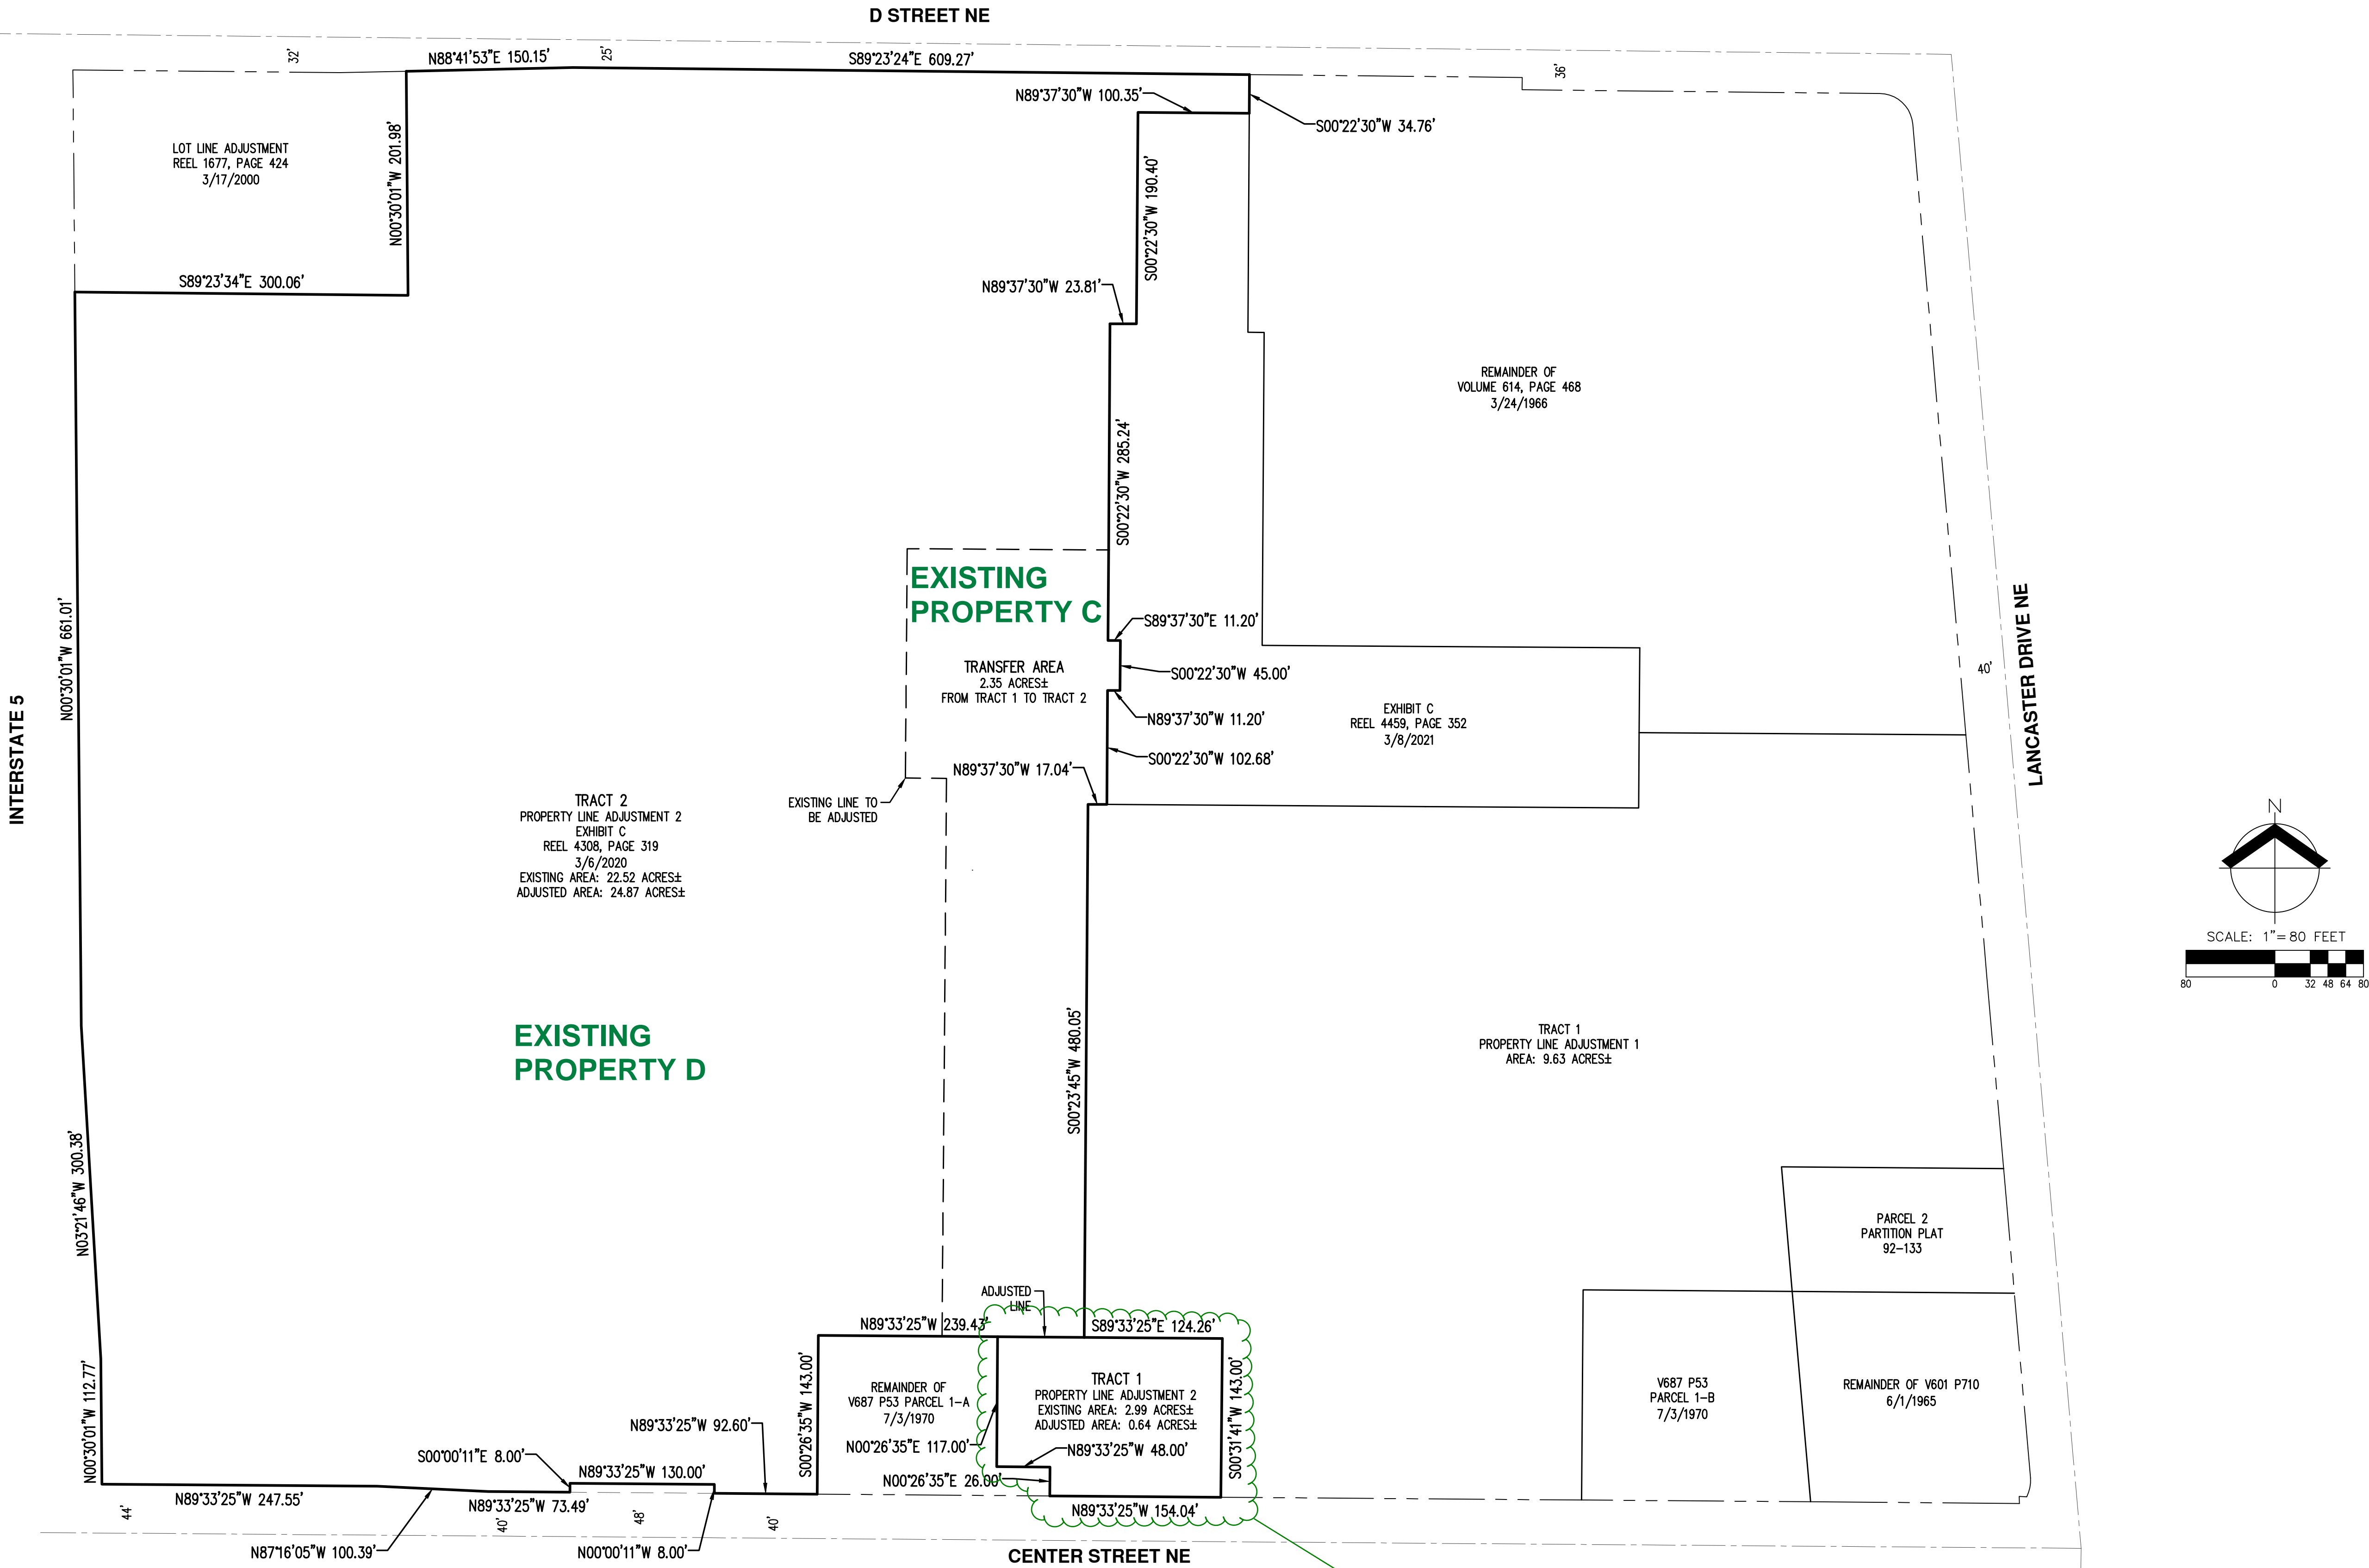 D STREET NE
N88°41'53"E 150.15'
S89°23'24"E 609.27'
32'
25'
36'
N89°37'30"W 100.35'
S00°22'30"W 34.76'
LOT LINE ADJUSTMENT
REEL 1677, PAGE 424
3/17/2000
N00°30'01"W 201.98'
S00°22'30"W 190.40'
S89°23'34"E 300.06'
N89°37'30"W 23.81'
REMAINDER OF
VOLUME 614, PAGE 468
3/24/1966
S00°22'30"W 285.24'
EXISTING
PROPERTY C
N00°30'01"W 661.01'
S89°37'30"E 11.20'
TRANSFER AREA
2.35 ACRES±
FROM TRACT 1 TO TRACT 2
S00°22'30"W 45.00'
40'
LANCASTER DRIVE NE
INTERSTATE 5
N89°37'30"W 11.20'
EXHIBIT C
REEL 4459, PAGE 352
3/8/2021
S00°22'30"W 102.68'
N89°37'30"W 17.04'
EXISTING LINE TO
BE ADJUSTED
TRACT 2
PROPERTY LINE ADJUSTMENT 2
EXHIBIT C
REEL 4308, PAGE 319
3/6/2020
EXISTING AREA: 22.52 ACRES±
ADJUSTED AREA: 24.87 ACRES±
N
SCALE: 1"=80 FEET
80 0 32 48 64 80
EXISTING
PROPERTY D
S00°23'45"W 480.05'
TRACT 1
PROPERTY LINE ADJUSTMENT 1
AREA: 9.63 ACRES±
N03°21'46"W 300.38'
PARCEL 2
PARTITION PLAT
92-133
ADJUSTED
LINE
N89°33'25"W 239.43'
S89°33'25"E 124.26'
N00°30'01"W 112.77'
S00°26'35"W 143.00'
REMAINDER OF
V687 P53 PARCEL 1-A
7/3/1970
TRACT 1
PROPERTY LINE ADJUSTMENT 2
EXISTING AREA: 2.99 ACRES±
ADJUSTED AREA: 0.64 ACRES±
S00°31'41"W 143.00'
V687 P53
PARCEL 1-B
7/3/1970
REMAINDER OF V601 P710
6/1/1965
N89°33'25"W 92.60'
N00°26'35"E 117.00'
N89°33'25"W 48.00'
S00°00'11"E 8.00'
N89°33'25"W 130.00'
N00°26'35"E 26.00'
N89°33'25"W 247.55'
N89°33'25"W 73.49'
N89°33'25"W 154.04'
44'
40'
48'
40'
N87°16'05"W 100.39'
N00°00'11"W 8.00'
CENTER STREET NE